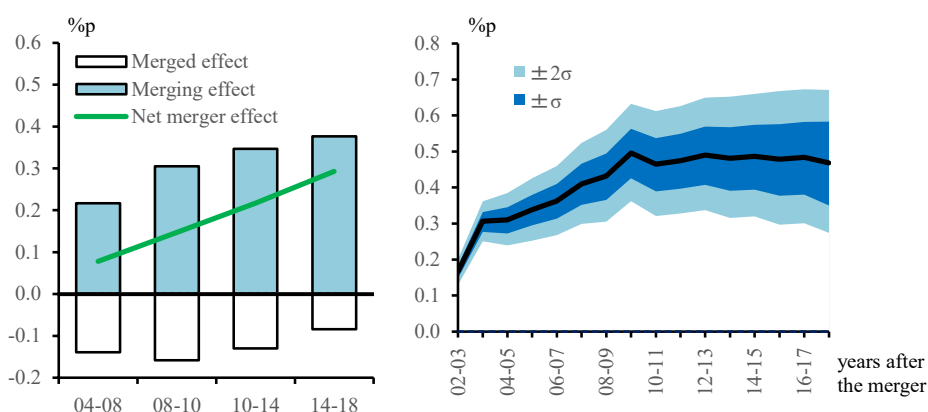 %p
0.6
0.5
0.4
0.3
0.2
0.1
0.0
-0.1
-0.2
Merged effect
Merging effect
Net merger effect
04-08 08-10 10-14 14-18
%p
0.8
0.7
0.6
0.5
0.4
0.3
0.2
0.1
0.0
±2σ
±σ
02-03 04-05 06-07 08-09 10-11 12-13 14-15 16-17
years after
the merger